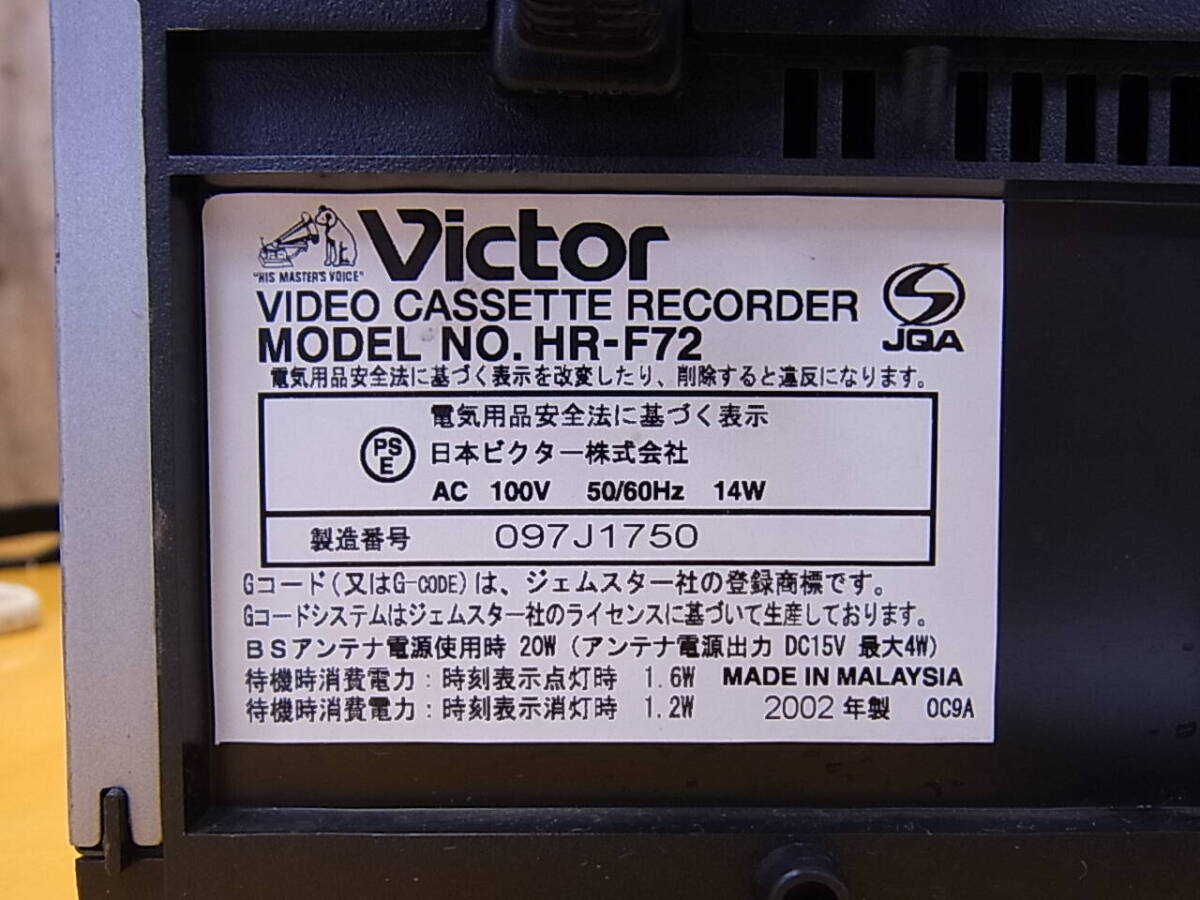 "HIS MASTER'S VOICE"
Victor
VIDEO CASSETTE RECORDER
JQA
MODEL NO. HR-F72
電気用品安全法に基づく表示を改変したり、削除すると違反になります。
電気用品安全法に基づく表示
PS E
日本ビクター株式会社
AC 100V 50/60Hz 14W
製造番号 097J1750
Gコード(又はG-CODE)は、ジェムスター社の登録商標です。
Gコードシステムはジェムスター社のライセンスに基づいて生産しております。
BSアンテナ電源使用時 20W (アンテナ電源出力 DC15V 最大4W)
待機時消費電力:時刻表示点灯時 1.6W MADE IN MALAYSIA
待機時消費電力:時刻表示消灯時 1.2W 2002 年製 0C9A